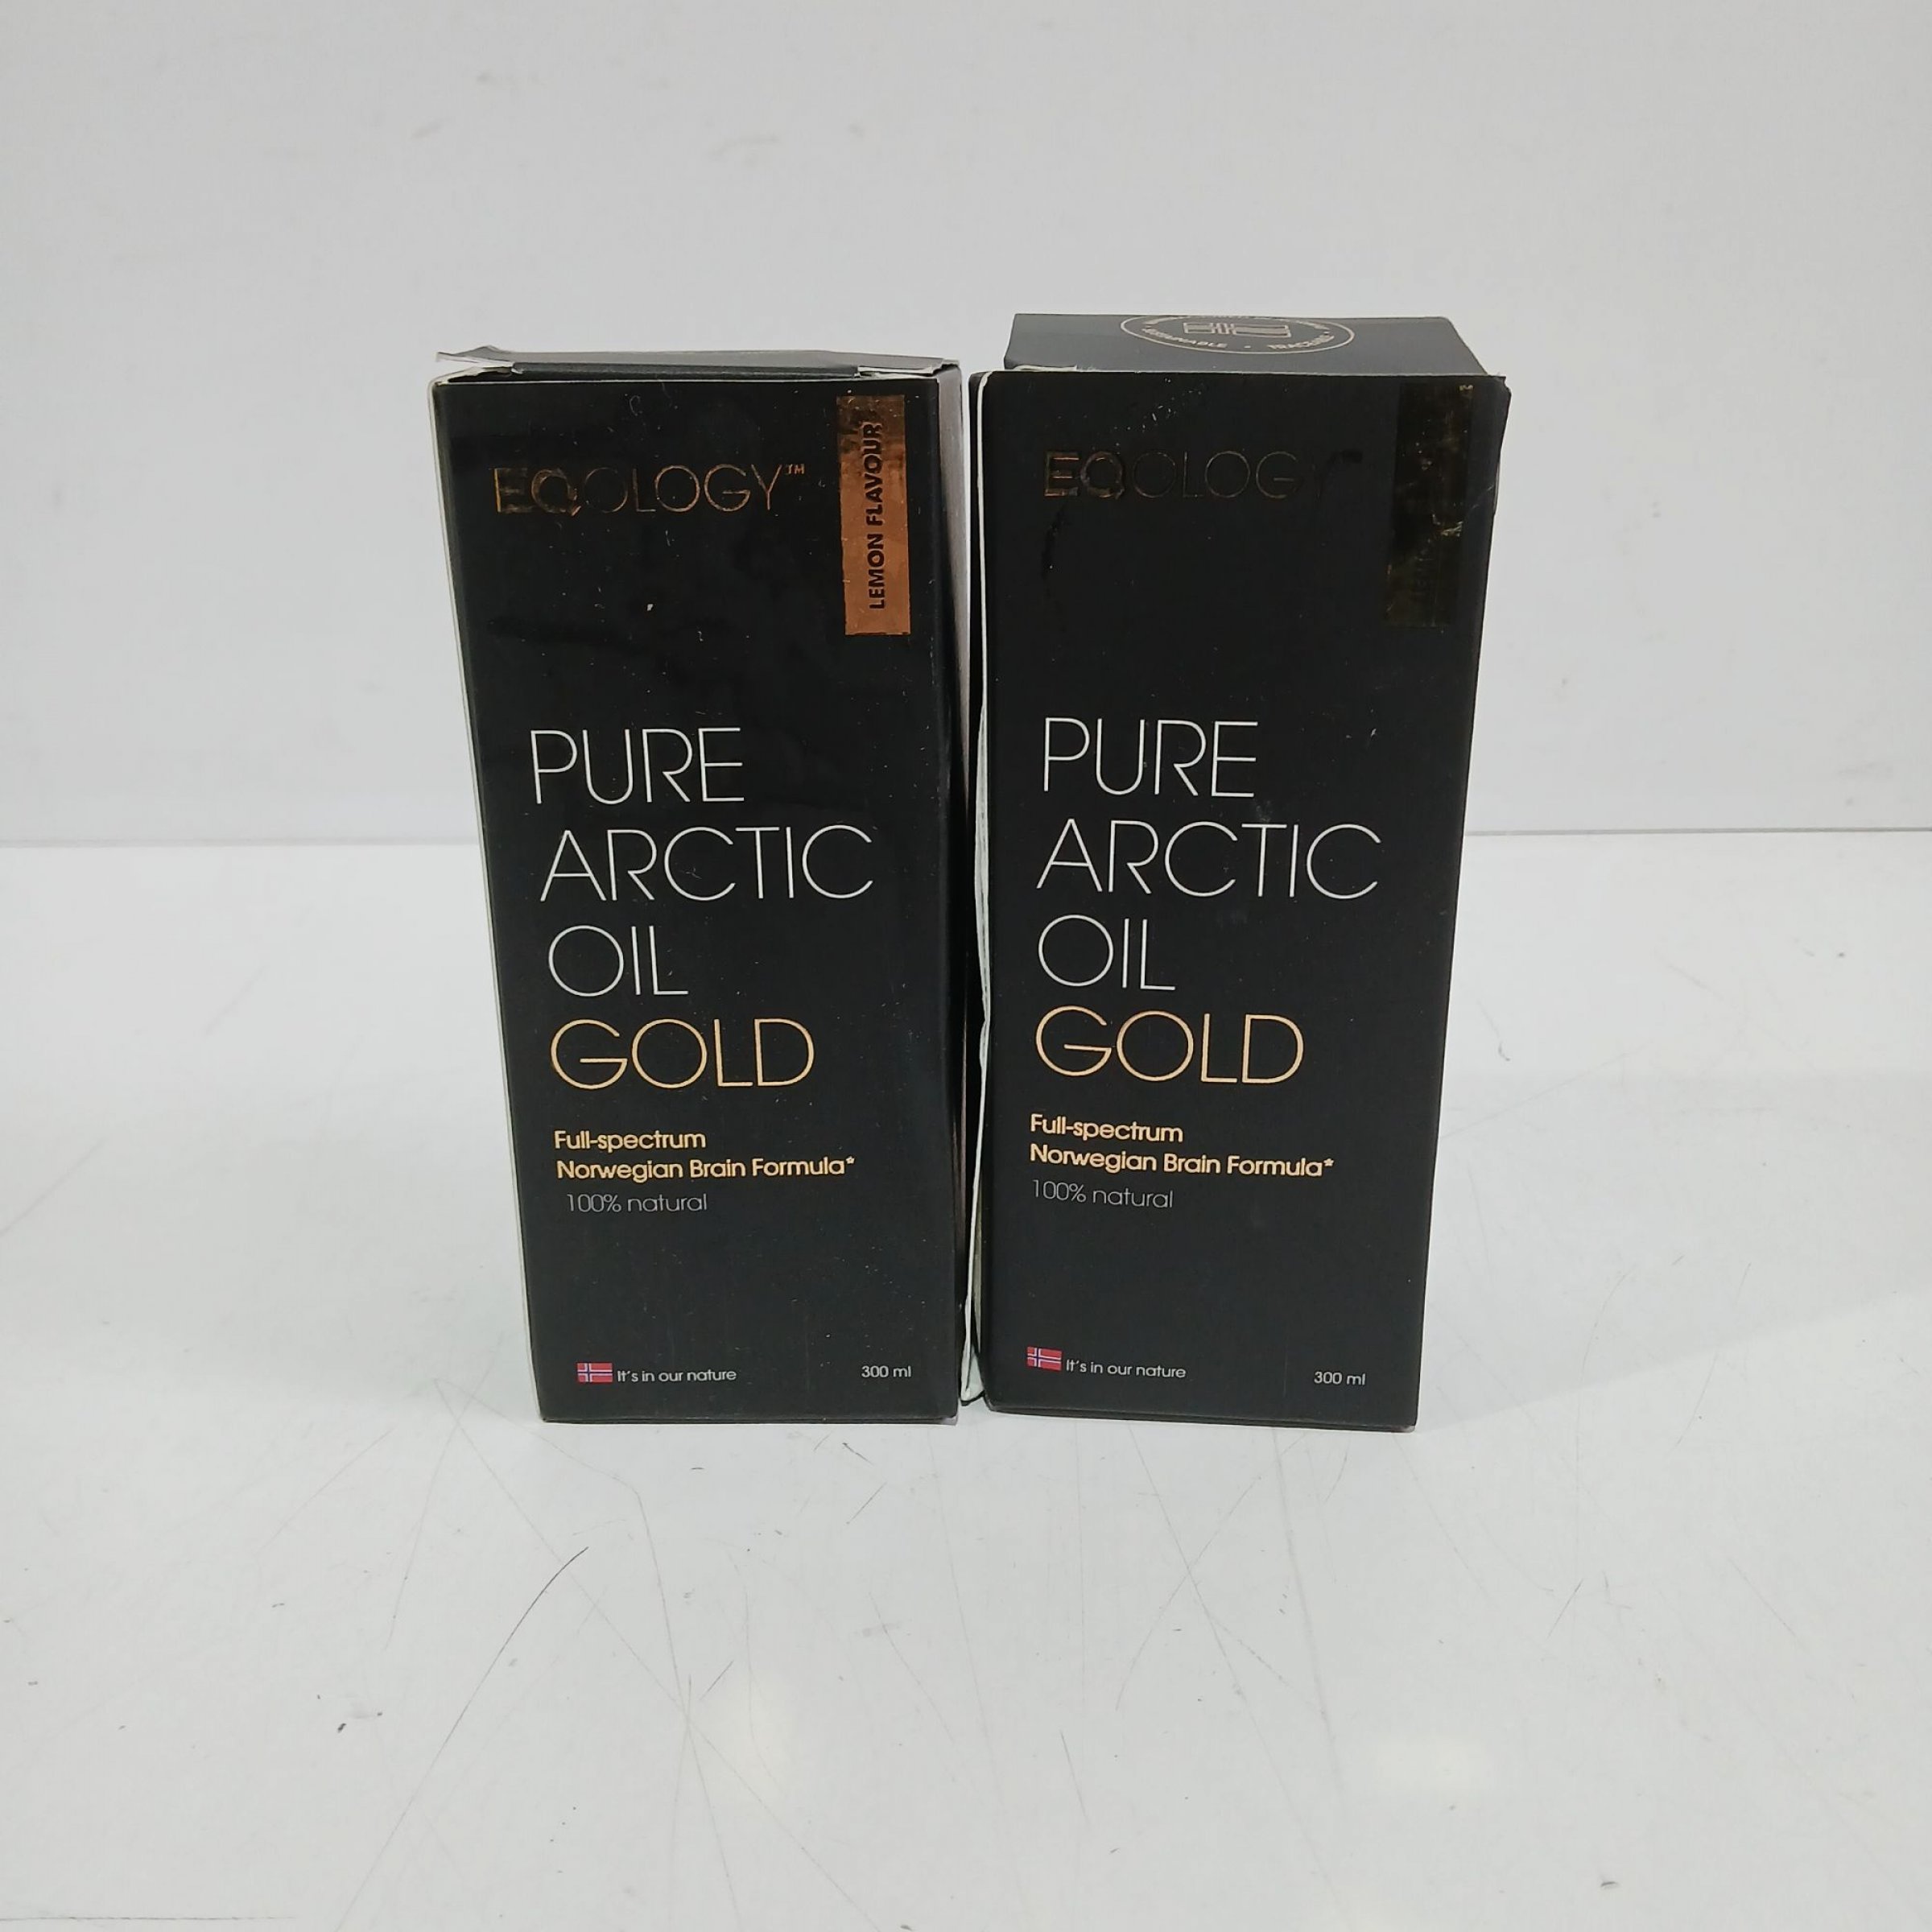 EQOLOGY™
LEMON FLAVOUR
PURE
ARCTIC
OIL
GOLD
Full-spectrum
Norwegian Brain Formula*
100% natural
It's in our nature
300 ml
SUSTAINABLE • TRACEABLE
EQOLOGY
PURE
ARCTIC
OIL
GOLD
Full-spectrum
Norwegian Brain Formula*
100% natural
It's in our nature
300 ml